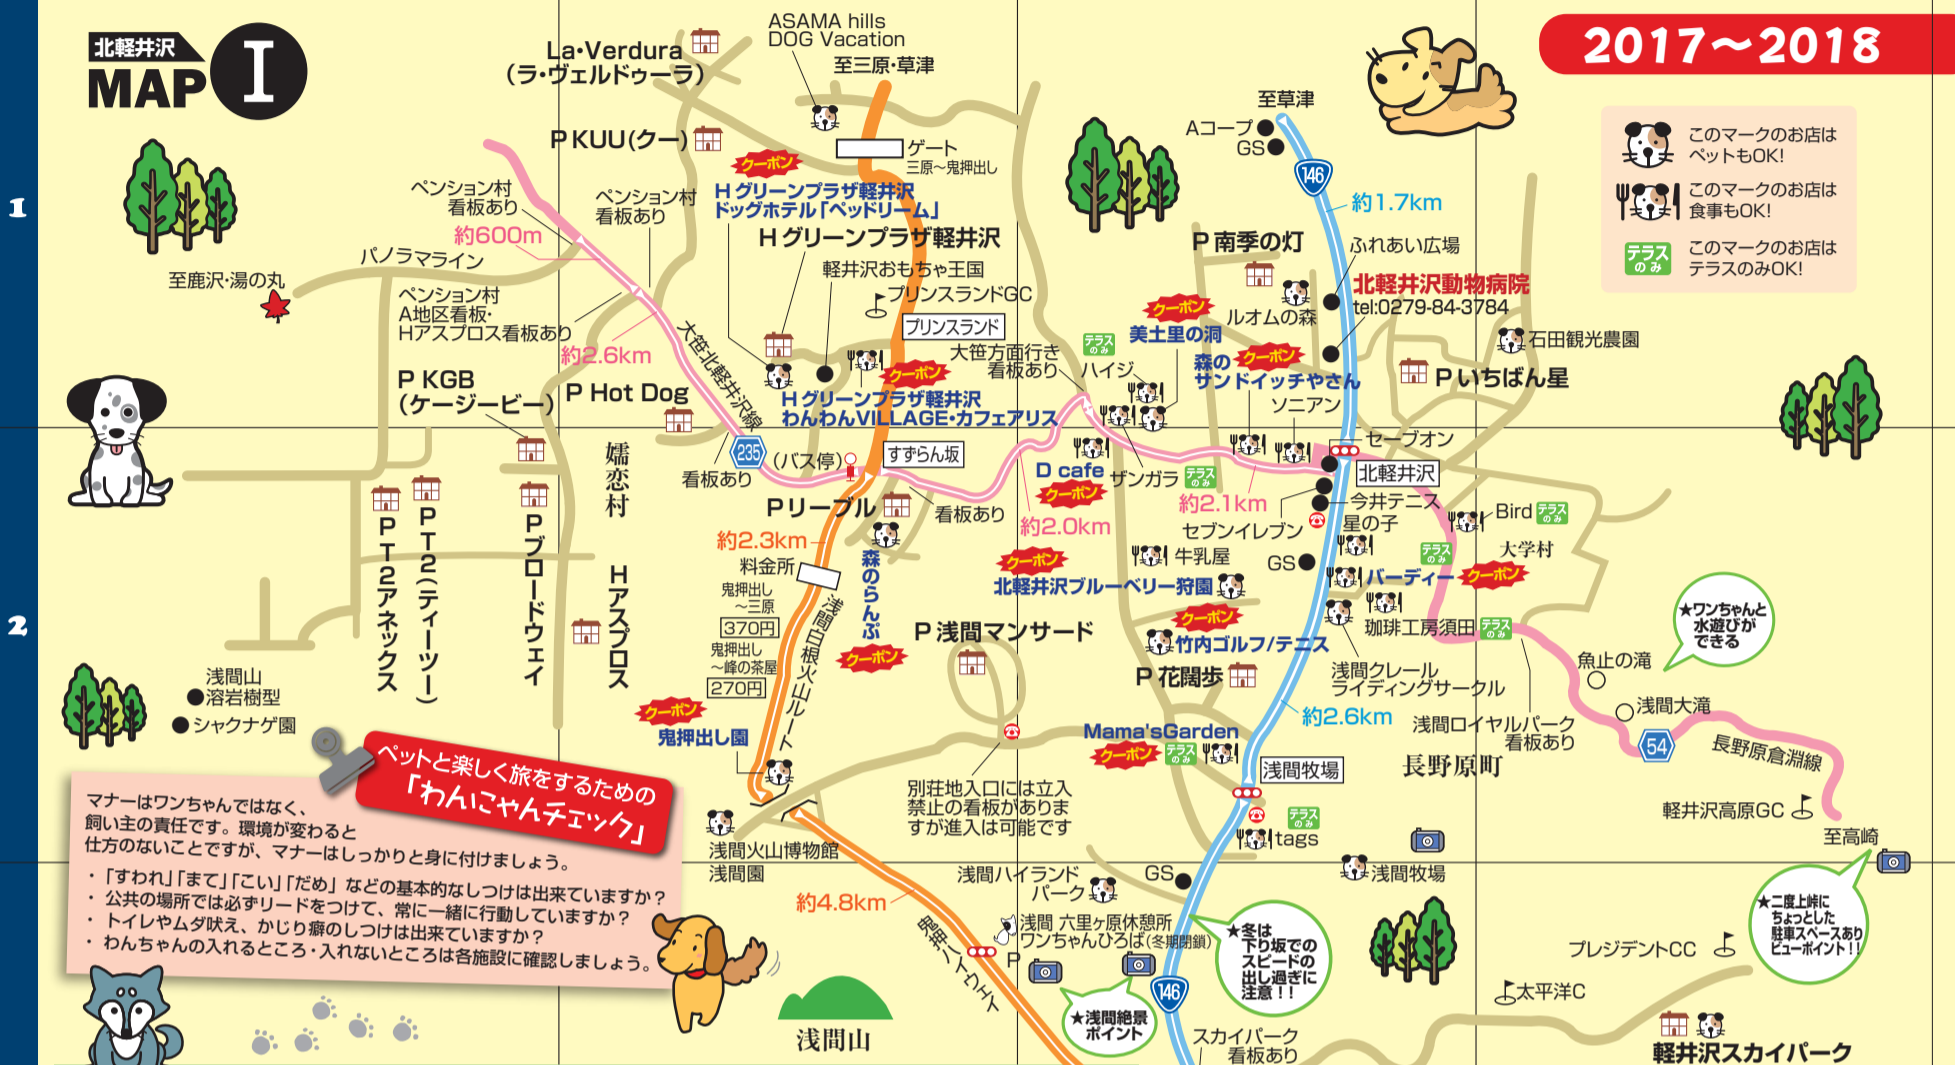 北軽井沢
MAP I
2017〜2018
このマークのお店は
ペットもOK!
このマークのお店は
食事もOK!
テラス
のみ
このマークのお店は
テラスのみOK!
1
2
La・Verdura
(ラ・ヴェルドゥーラ)
ASAMA hills
DOG Vacation
至三原・草津
P KUU(クー)
ゲート
三原〜鬼押出し
クーポン
H グリーンプラザ軽井沢
ドッグホテル「ペッドリーム」
H グリーンプラザ軽井沢
軽井沢おもちゃ王国
プリンスランドGC
プリンスランド
ペンション村
看板あり
ペンション村
看板あり
約600m
パノラマライン
至鹿沢・湯の丸
ペンション村
A地区看板・
Hアスプロス看板あり
約2.6km
大笹北軽井沢線
P KGB
(ケージービー)
P Hot Dog
クーポン
H グリーンプラザ軽井沢
わんわんVILLAGE・カフェアリス
大笹方面行き
看板あり
テラス
のみ
ハイジ
クーポン
美土里の洞
森の
クーポン
サンドイッチやさん
ソニアン
至草津
Aコープ
GS
146
約1.7km
P 南季の灯
ふれあい広場
ルオムの森
北軽井沢動物病院
tel:0279-84-3784
石田観光農園
P いちばん星
嬬恋村
看板あり
235
(バス停)
すずらん坂
看板あり
Pリーブル
D cafe
クーポン
ザンガラ
テラス
のみ
約2.0km
約2.1km
セーブオン
北軽井沢
今井テニス
セブンイレブン
星の子
GS
Bird
テラス
のみ
大学村
テラス
のみ
バーディー
クーポン
珈琲工房須田
テラス
のみ
P T2アネックス
P T2(ティーツー)
P ブロードウェイ
H アスプロス
約2.3km
料金所
鬼押出し
〜三原
370円
鬼押出し
〜峰の茶屋
270円
浅間白根火山ルート
森のらんぷ
クーポン
牛乳屋
クーポン
北軽井沢ブルーベリー狩園
クーポン
竹内ゴルフ/テニス
P 浅間マンサード
P 花闊歩
浅間クレール
ライディングサークル
約2.6km
浅間ロイヤルパーク
看板あり
長野原町
★ワンちゃんと
水遊びが
できる
魚止の滝
浅間大滝
54
長野原倉淵線
軽井沢高原GC
至高崎
浅間山
溶岩樹型
シャクナゲ園
クーポン
鬼押出し園
Mama'sGarden
クーポン
テラス
のみ
浅間牧場
別荘地入口には立入
禁止の看板がありま
すが進入は可能です
tags
テラス
のみ
浅間牧場
浅間火山博物館
浅間園
約4.8km
浅間ハイランド
パーク
GS
浅間 六里ヶ原休憩所
ワンちゃんひろば(冬期閉鎖)
P
鬼押ハイウェイ
146
★浅間絶景
ポイント
★冬は
下り坂での
スピードの
出し過ぎに
注意!!
スカイパーク
看板あり
★二度上峠に
ちょっとした
駐車スペースあり
ビューポイント!!
プレジデントCC
太平洋C
軽井沢スカイパーク
浅間山
ペットと楽しく旅をするための
「わんにゃんチェック」
マナーはワンちゃんではなく、
飼い主の責任です。環境が変わると
仕方のないことですが、マナーはしっかりと身に付けましょう。
・「すわれ」「まて」「こい」「だめ」などの基本的なしつけは出来ていますか?
・公共の場所では必ずリードをつけて、常に一緒に行動していますか?
・トイレやムダ吠え、かじり癖のしつけは出来ていますか?
・わんちゃんの入れるところ・入れないところは各施設に確認しましょう。